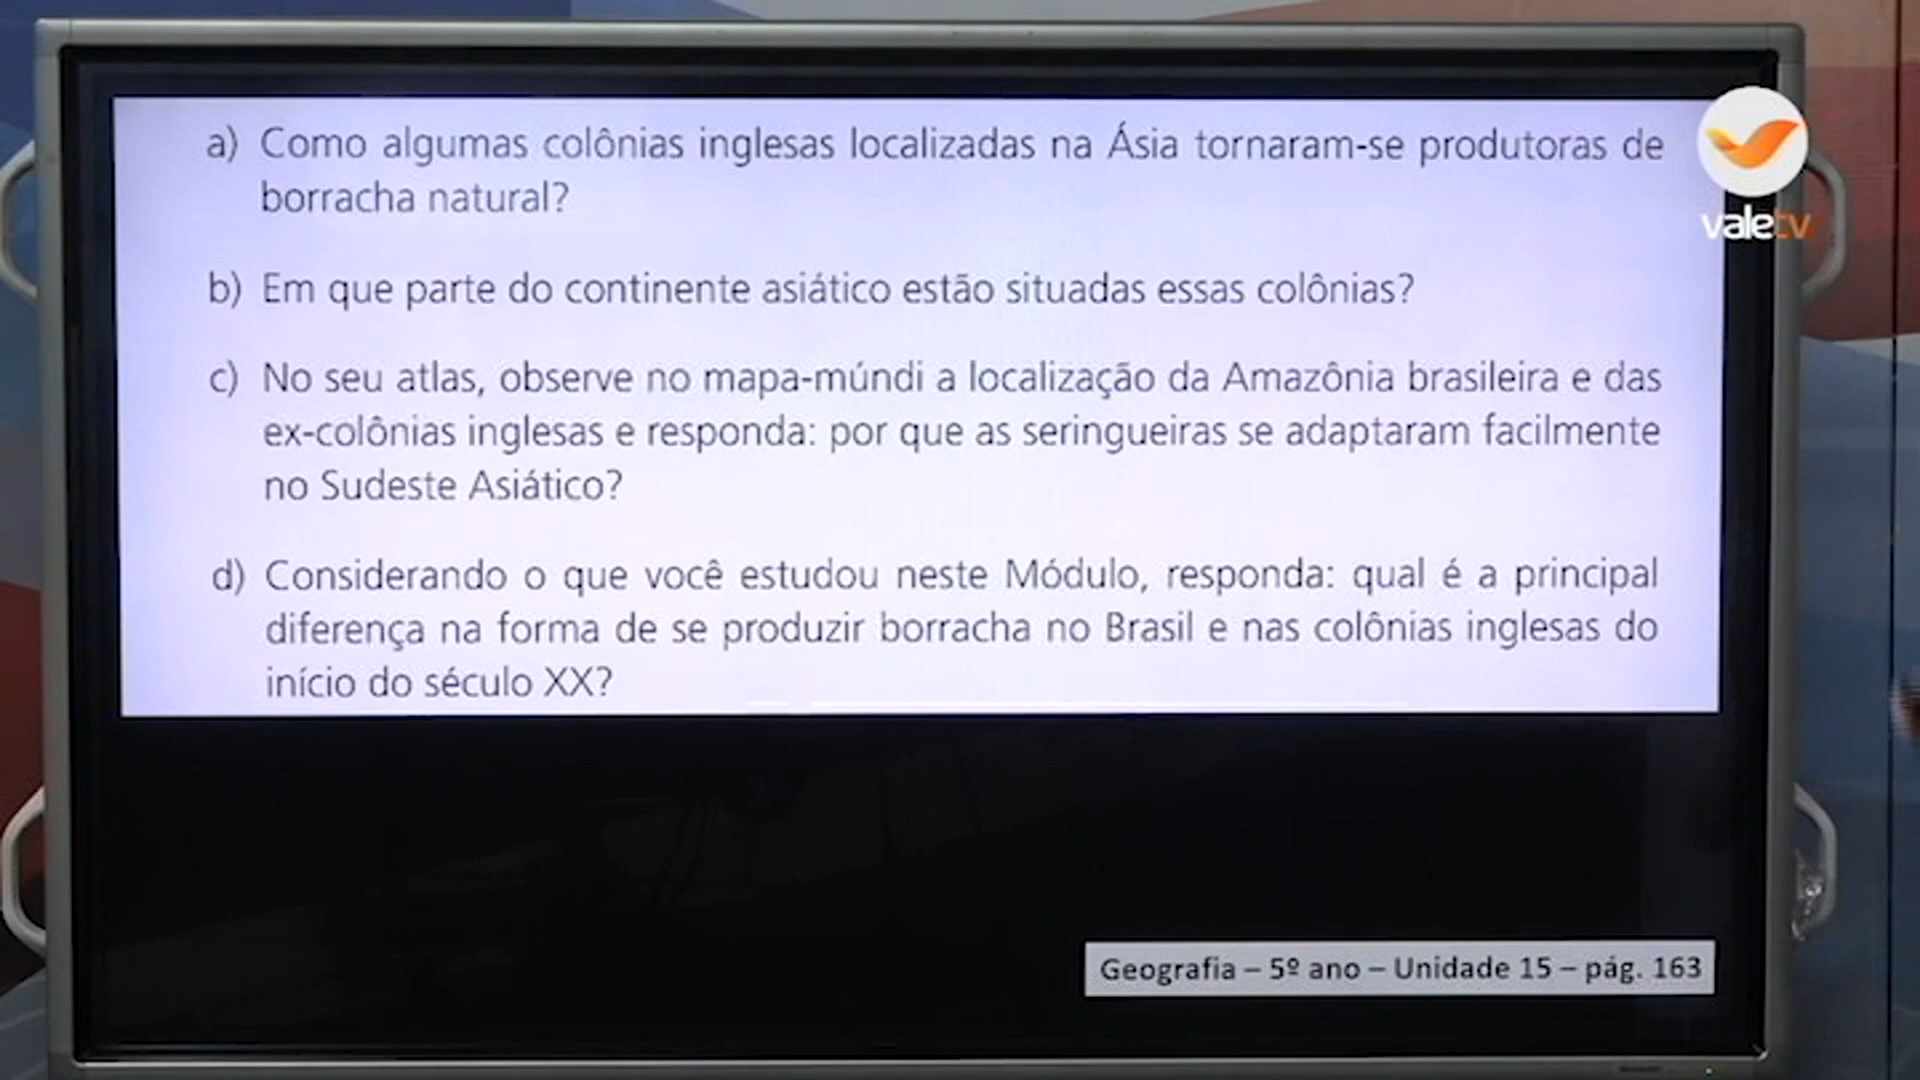 a) Como algumas colônias inglesas localizadas na Ásia tornaram-se produtoras de
borracha natural?
valetv
b) Em que parte do continente asiático estão situadas essas colônias?
c) No seu atlas, observe no mapa-múndi a localização da Amazônia brasileira e das
ex-colônias inglesas e responda: por que as seringueiras se adaptaram facilmente
no Sudeste Asiático?
d) Considerando o que você estudou neste Módulo, responda: qual é a principal
diferença na forma de se produzir borracha no Brasil e nas colônias inglesas do
início do século XX?
Geografia – 5º ano – Unidade 15 – pág. 163